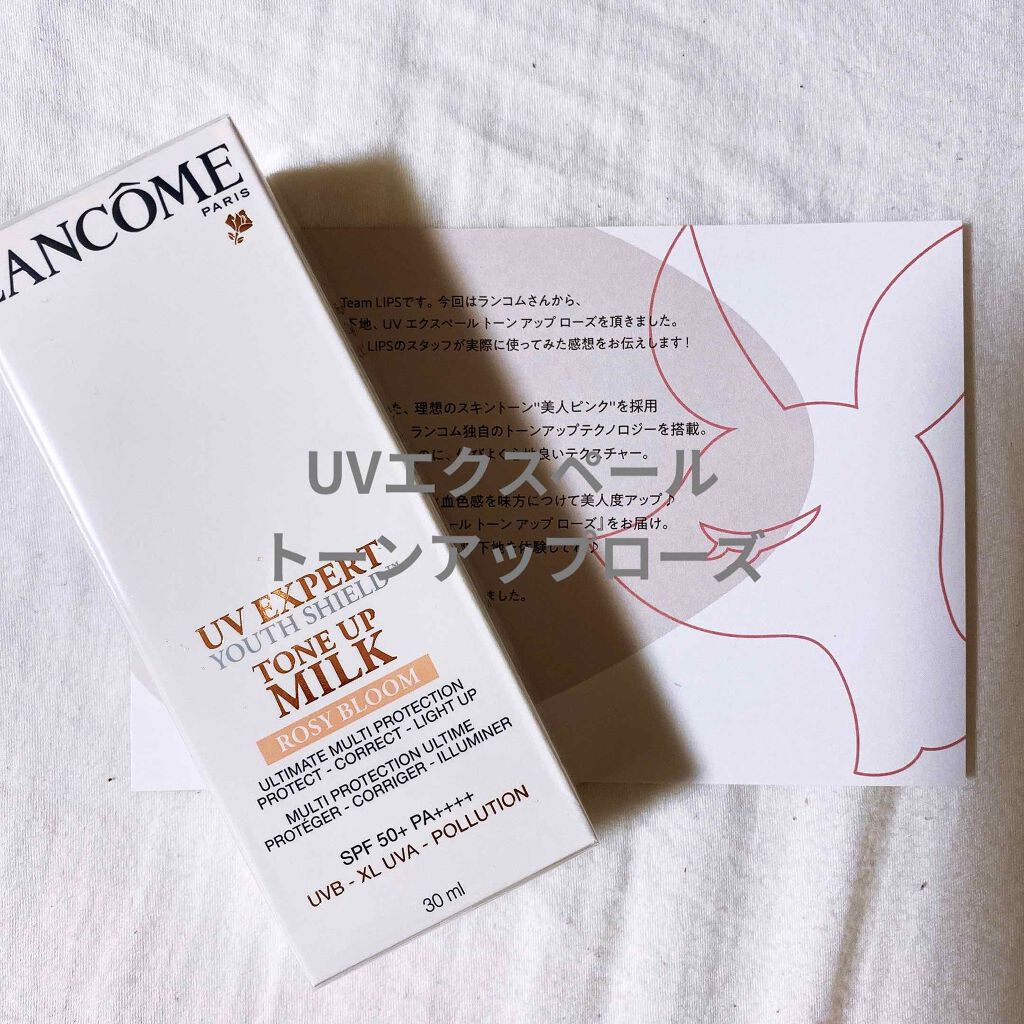 LANCÔME
PARIS
UV EXPERT
YOUTH SHIELD™
TONE UP
MILK
ROSY BLOOM
ULTIMATE MULTI PROTECTION
PROTECT - CORRECT - LIGHT UP
MULTI PROTECTION ULTIME
PROTÉGER - CORRIGER - ILLUMINER
SPF 50+ PA++++
UVB - XL UVA - POLLUTION
30 ml
Team LIPSです。今回はランコムさんから、
下地、UV エクスペール トーン アップ ローズを頂きました。
LIPSのスタッフが実際に使ってみた感想をお伝えします！
た、理想のスキントーン"美人ピンク"を採用
ランコム独自のトーンアップテクノロジーを搭載。
良いテクスチャー。
血色感を味方につけて美人度アップ♪
ール トーン アップ ローズ』をお届け。
ました。
UVエクスペール
トーンアップローズ